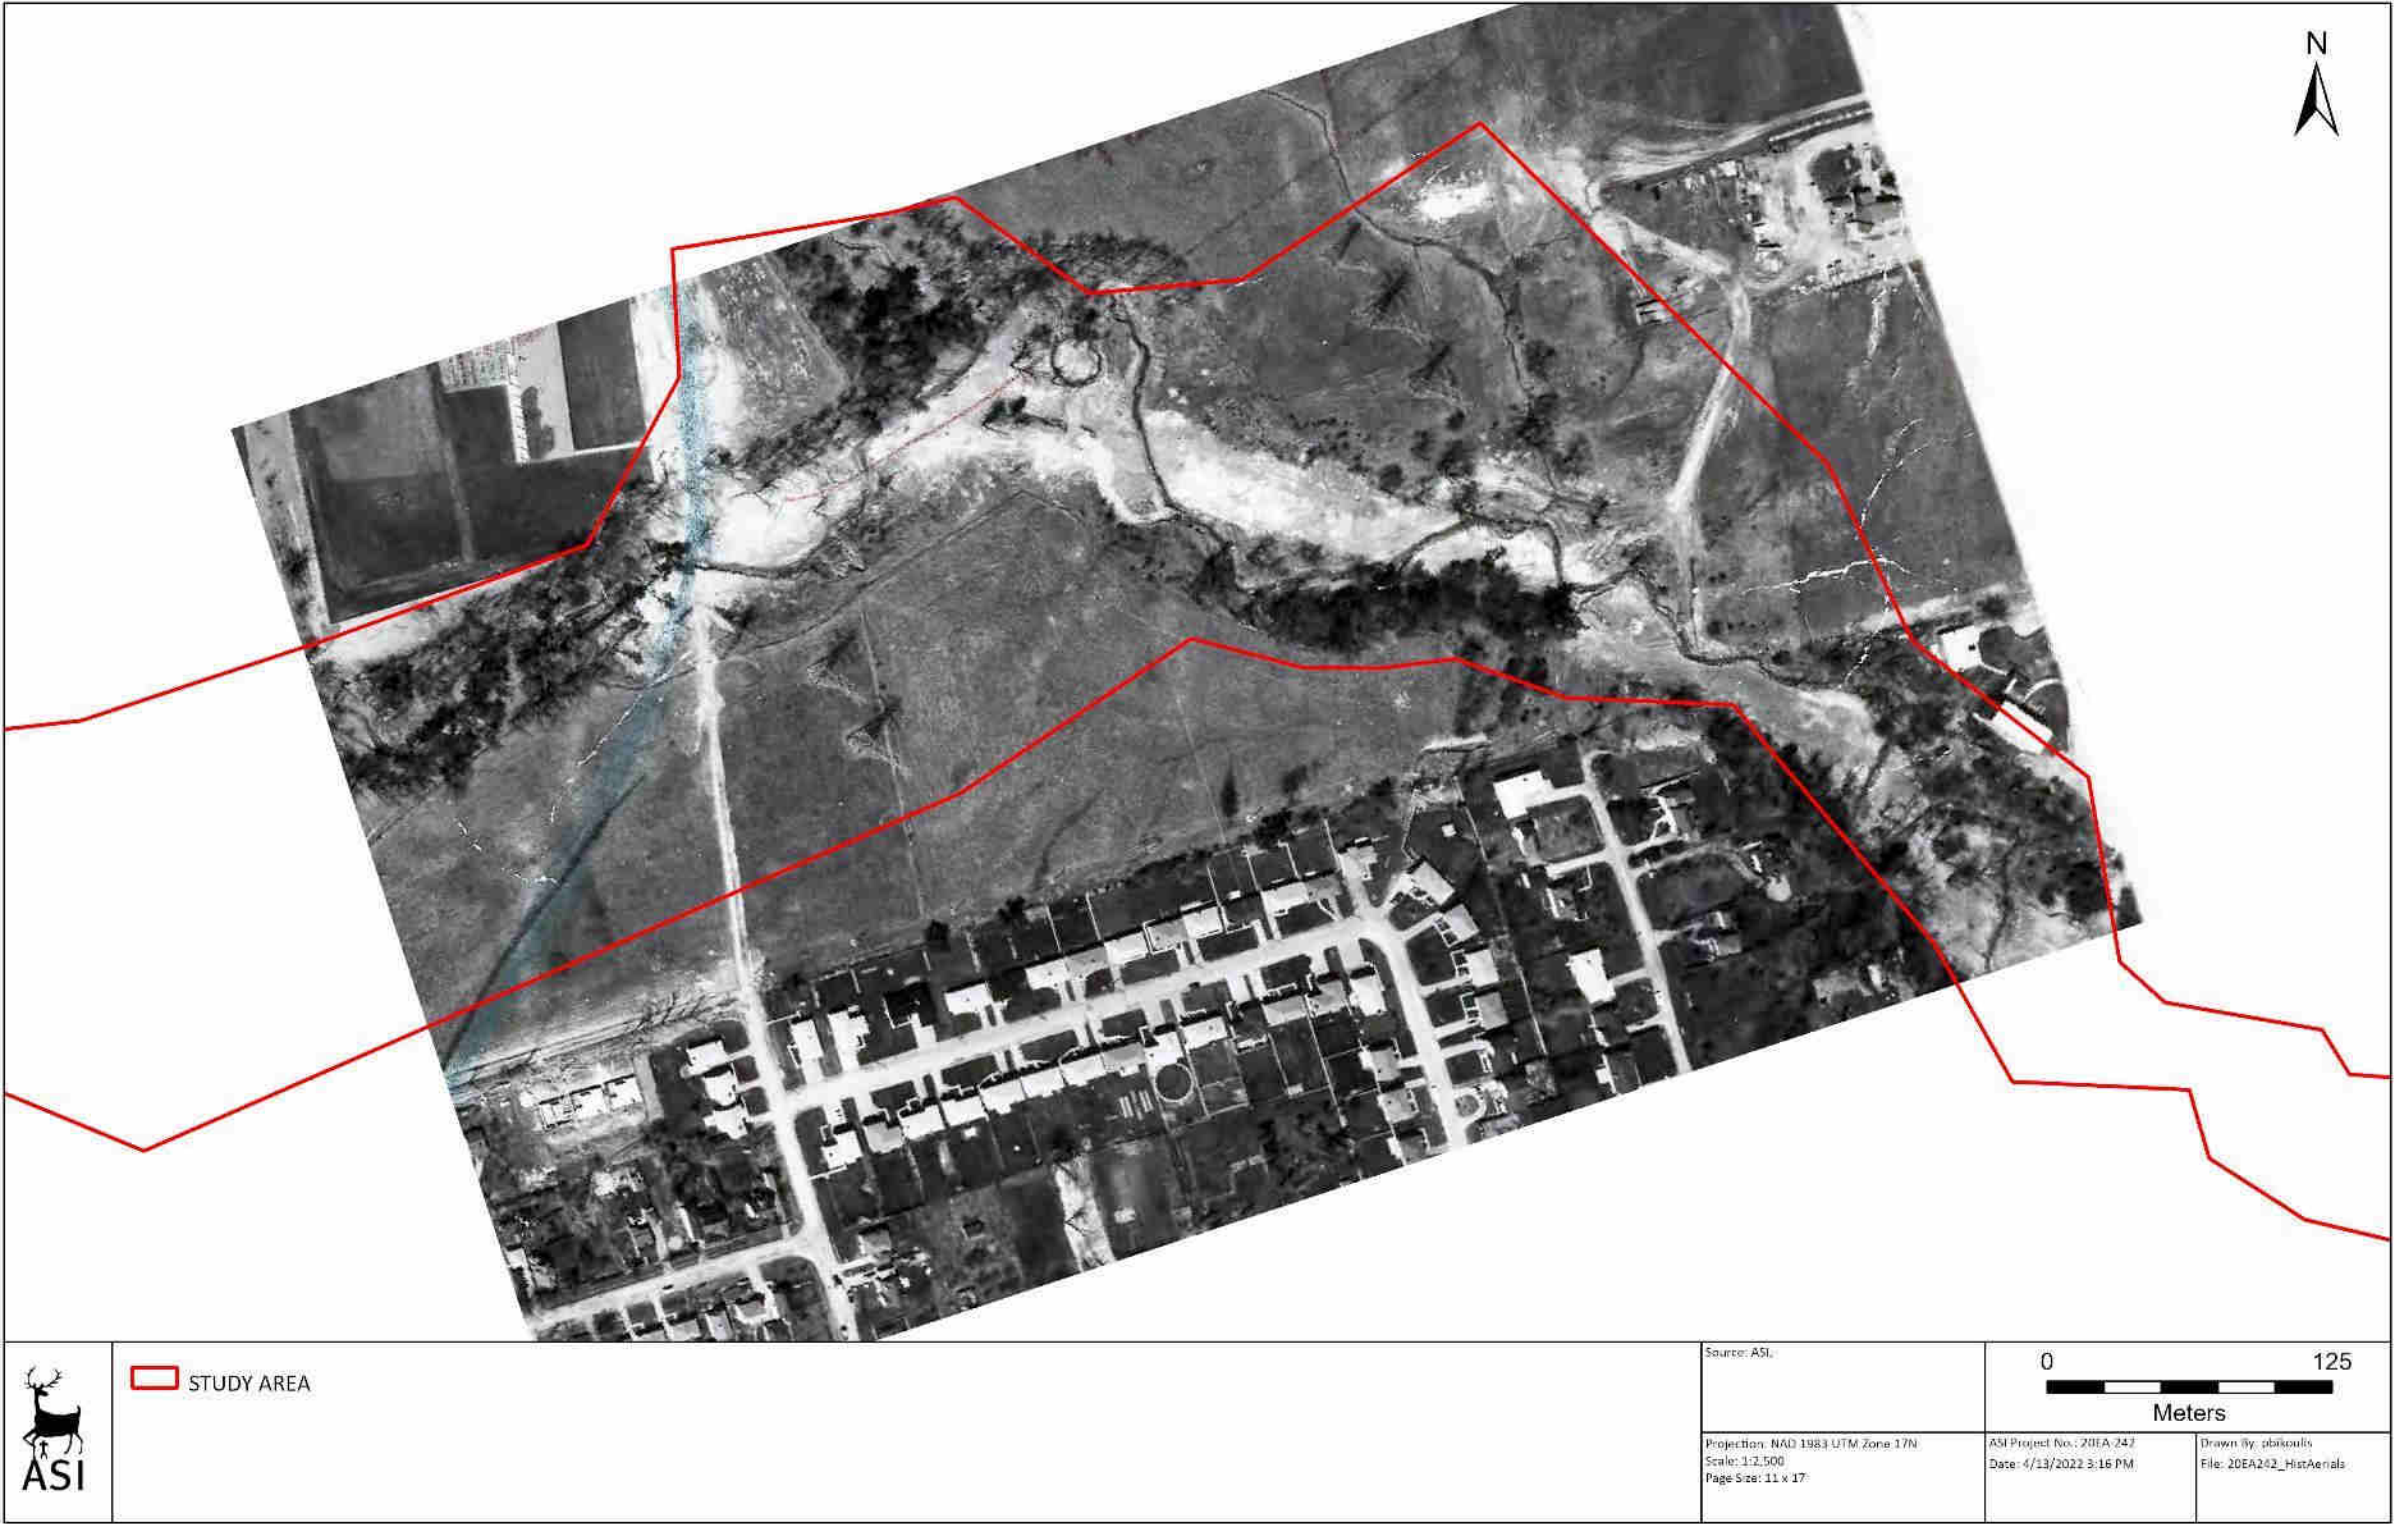 N
ASI
STUDY AREA
Source: ASI,
0 125
Meters
Projection: NAD 1983 UTM Zone 17N
Scale: 1:2,500
Page Size: 11 x 17
ASI Project No.: 20EA-242
Date: 4/13/2022 3:16 PM
Drawn By: pbikoulis
File: 20EA242_HistAerials